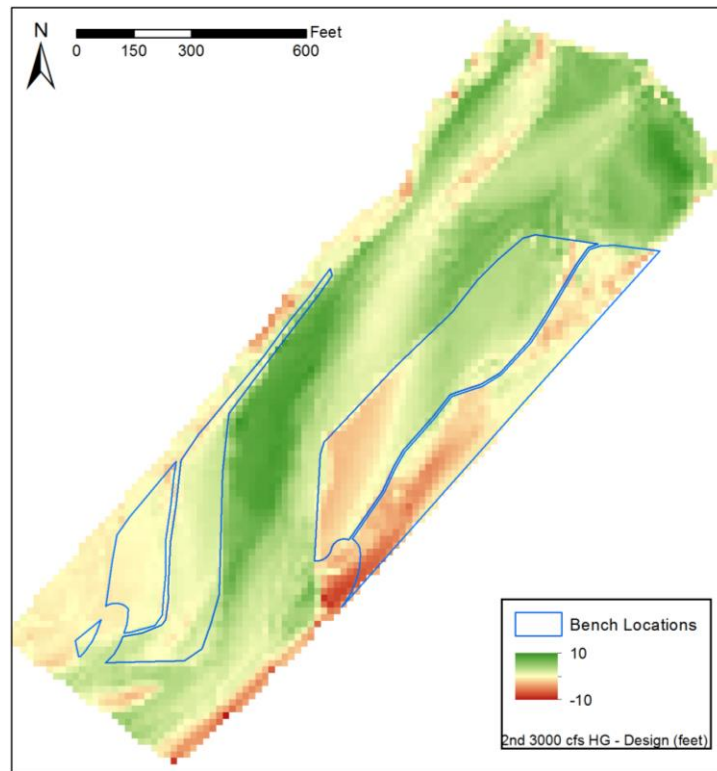 N
Feet
0 150 300 600
Bench Locations
10
-10
2nd 3000 cfs HG - Design (feet)